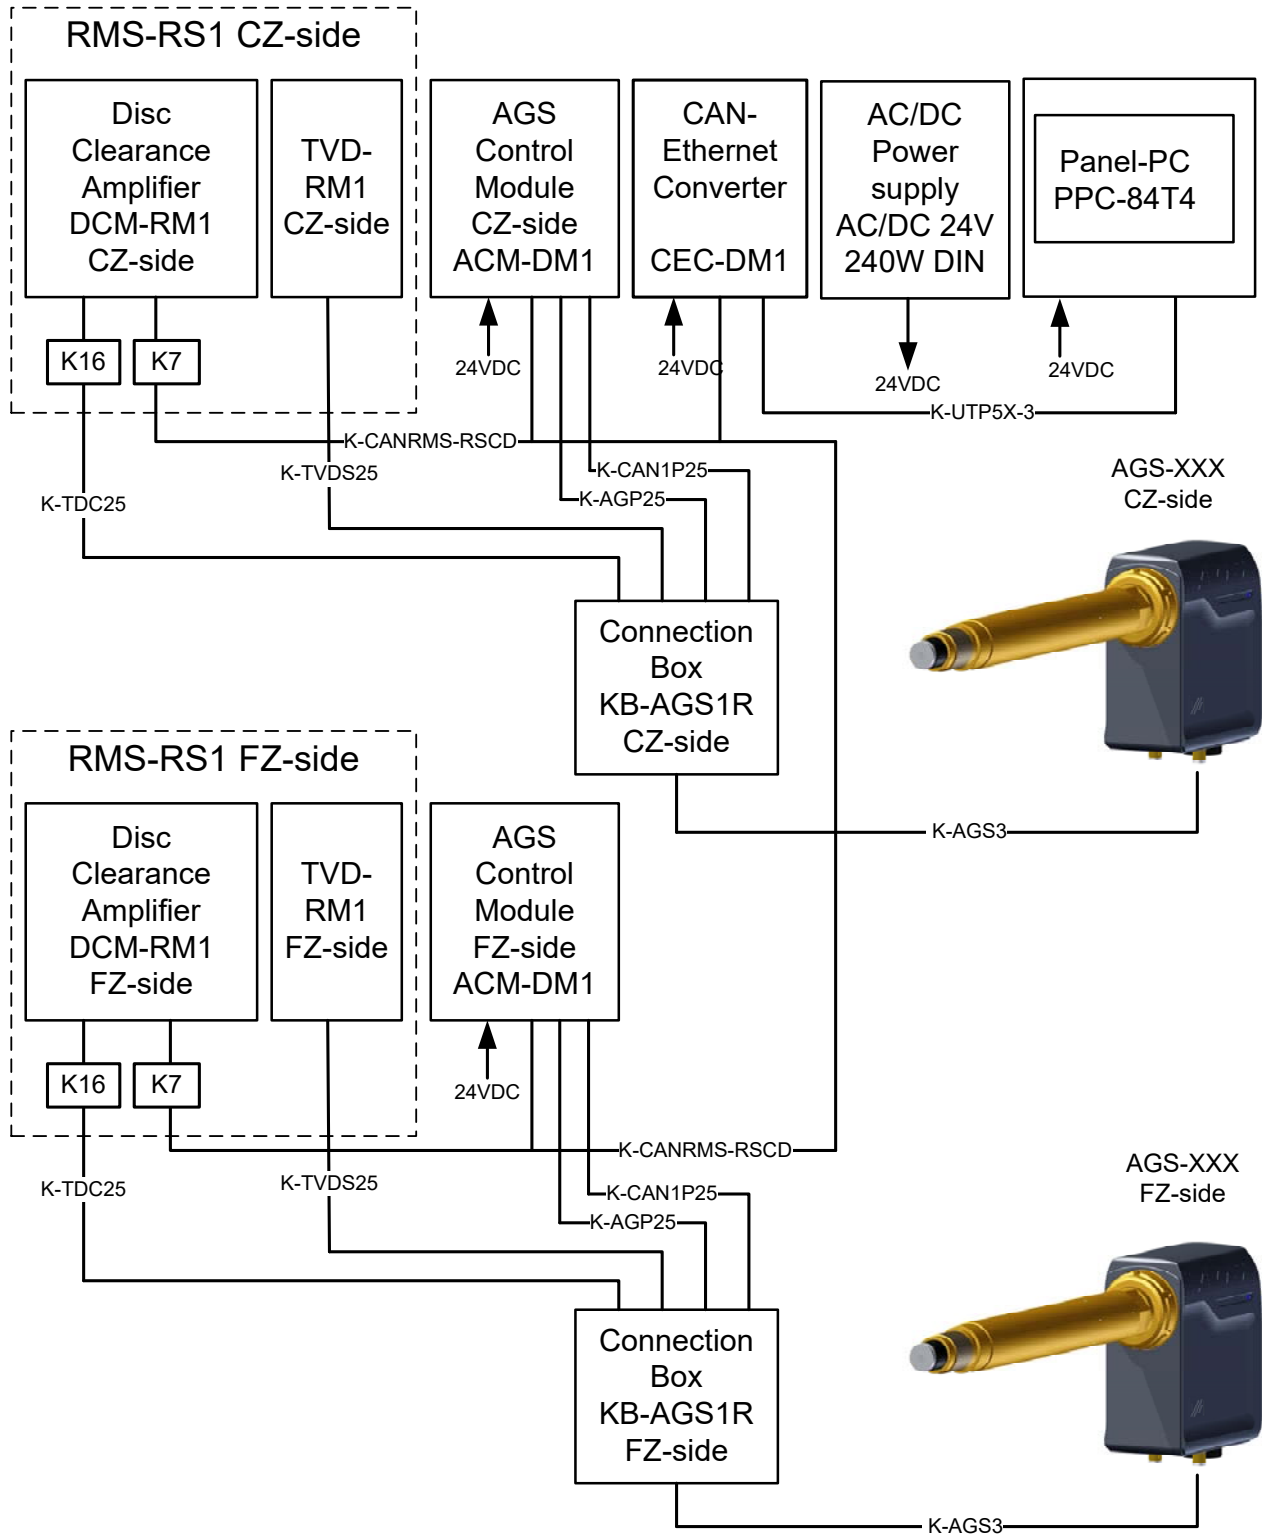 RMS-RS1 CZ-side
Disc
Clearance
Amplifier
DCM-RM1
CZ-side
TVD-
RM1
CZ-side
AGS
Control
Module
CZ-side
ACM-DM1
CAN-
Ethernet
Converter
CEC-DM1
AC/DC
Power
supply
AC/DC 24V
240W DIN
Panel-PC
PPC-84T4
K16
K7
24VDC
24VDC
24VDC
24VDC
K-UTP5X-3
K-CANRMS-RSCD
K-TVDS25
K-CAN1P25
K-TDC25
K-AGP25
AGS-XXX
CZ-side
Connection
Box
KB-AGS1R
CZ-side
K-AGS3
RMS-RS1 FZ-side
Disc
Clearance
Amplifier
DCM-RM1
FZ-side
TVD-
RM1
FZ-side
AGS
Control
Module
FZ-side
ACM-DM1
K16
K7
24VDC
K-CANRMS-RSCD
K-TDC25
K-TVDS25
K-CAN1P25
K-AGP25
AGS-XXX
FZ-side
Connection
Box
KB-AGS1R
FZ-side
K-AGS3